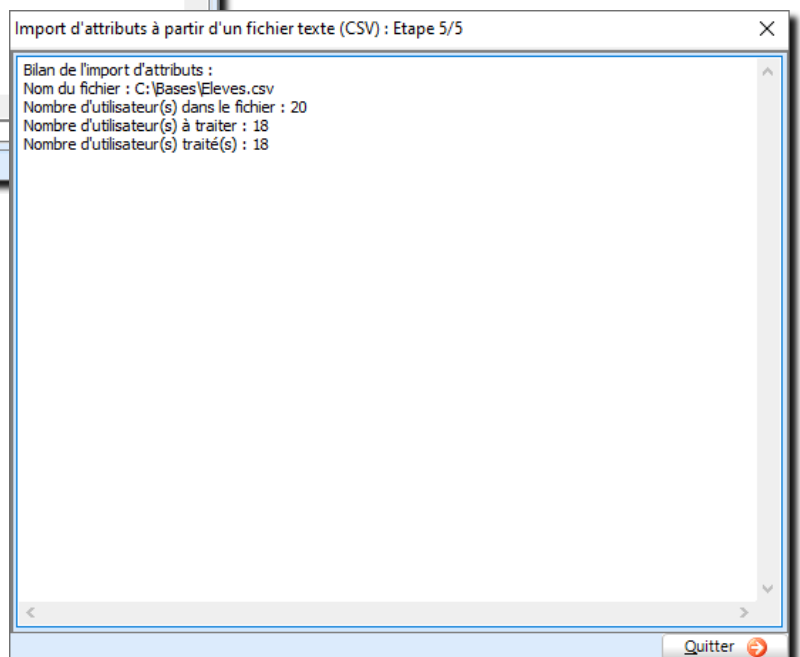 Import d'attributs à partir d'un fichier texte (CSV) : Etape 5/5
Bilan de l'import d'attributs :
Nom du fichier : C:\Bases\Eleves.csv
Nombre d'utilisateur(s) dans le fichier : 20
Nombre d'utilisateur(s) à traiter : 18
Nombre d'utilisateur(s) traité(s) : 18
Quitter